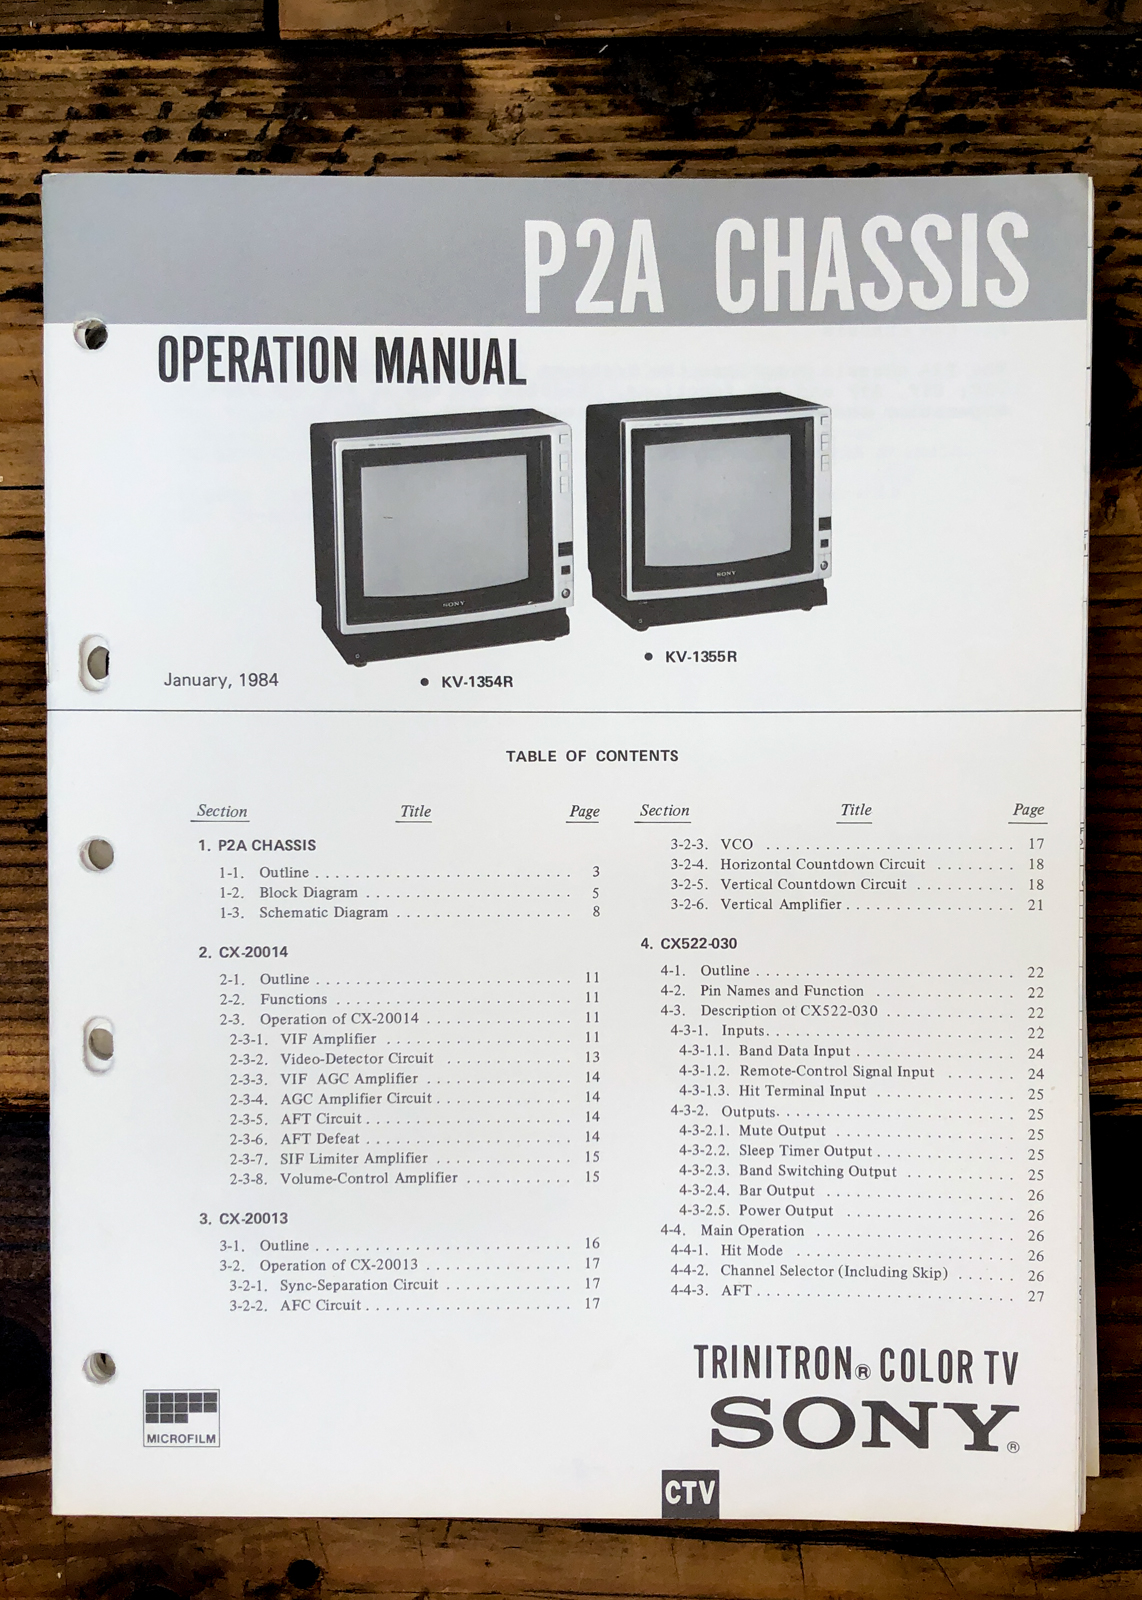 P2A CHASSIS
OPERATION MANUAL
SONY
SONY
• KV-1355R
January, 1984
• KV-1354R
TABLE OF CONTENTS
Section Title Page
1. P2A CHASSIS
1-1. Outline . . . . . . . . . . . . . . . . . . . . . . . . . . . 3
1-2. Block Diagram . . . . . . . . . . . . . . . . . . . . . . 5
1-3. Schematic Diagram . . . . . . . . . . . . . . . . . . . 8
2. CX-20014
2-1. Outline . . . . . . . . . . . . . . . . . . . . . . . . . . . 11
2-2. Functions . . . . . . . . . . . . . . . . . . . . . . . . . 11
2-3. Operation of CX-20014 . . . . . . . . . . . . . . . . 11
2-3-1. VIF Amplifier . . . . . . . . . . . . . . . . . . . . 11
2-3-2. Video-Detector Circuit . . . . . . . . . . . . . . 13
2-3-3. VIF AGC Amplifier . . . . . . . . . . . . . . . . 14
2-3-4. AGC Amplifier Circuit . . . . . . . . . . . . . . . 14
2-3-5. AFT Circuit . . . . . . . . . . . . . . . . . . . . . . 14
2-3-6. AFT Defeat . . . . . . . . . . . . . . . . . . . . . . 14
2-3-7. SIF Limiter Amplifier . . . . . . . . . . . . . . . 15
2-3-8. Volume-Control Amplifier . . . . . . . . . . . . 15
3. CX-20013
3-1. Outline . . . . . . . . . . . . . . . . . . . . . . . . . . . 16
3-2. Operation of CX-20013 . . . . . . . . . . . . . . . . 17
3-2-1. Sync-Separation Circuit . . . . . . . . . . . . . . 17
3-2-2. AFC Circuit . . . . . . . . . . . . . . . . . . . . . . 17
Section Title Page
3-2-3. VCO . . . . . . . . . . . . . . . . . . . . . . . . . . 17
3-2-4. Horizontal Countdown Circuit . . . . . . . . . 18
3-2-5. Vertical Countdown Circuit . . . . . . . . . . . 18
3-2-6. Vertical Amplifier . . . . . . . . . . . . . . . . . . 21
4. CX522-030
4-1. Outline . . . . . . . . . . . . . . . . . . . . . . . . . . . 22
4-2. Pin Names and Function . . . . . . . . . . . . . . . 22
4-3. Description of CX522-030 . . . . . . . . . . . . . . 22
4-3-1. Inputs. . . . . . . . . . . . . . . . . . . . . . . . . . 22
4-3-1.1. Band Data Input . . . . . . . . . . . . . . . . . 24
4-3-1.2. Remote-Control Signal Input . . . . . . . 24
4-3-1.3. Hit Terminal Input . . . . . . . . . . . . . . . 25
4-3-2. Outputs. . . . . . . . . . . . . . . . . . . . . . . . . 25
4-3-2.1. Mute Output . . . . . . . . . . . . . . . . . . . 25
4-3-2.2. Sleep Timer Output . . . . . . . . . . . . . . . 25
4-3-2.3. Band Switching Output . . . . . . . . . . . . 25
4-3-2.4. Bar Output . . . . . . . . . . . . . . . . . . . . 26
4-3-2.5. Power Output . . . . . . . . . . . . . . . . . . 26
4-4. Main Operation . . . . . . . . . . . . . . . . . . . . . 26
4-4-1. Hit Mode . . . . . . . . . . . . . . . . . . . . . . . 26
4-4-2. Channel Selector (Including Skip) . . . . . . 26
4-4-3. AFT . . . . . . . . . . . . . . . . . . . . . . . . . . . 27
TRINITRON® COLOR TV
SONY®
MICROFILM
CTV